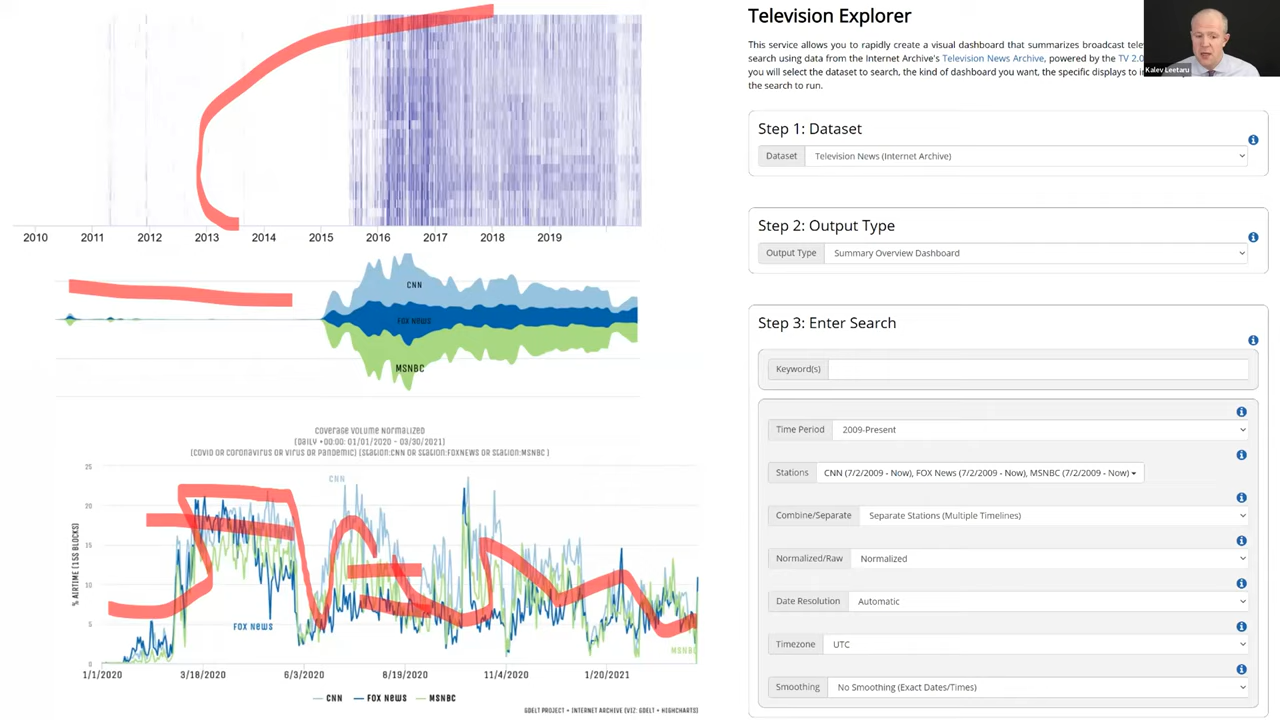 2010 2011 2012 2013 2014 2015 2016 2017 2018 2019
CNN
FOX NEWS
MSNBC
COVERAGE VOLUME NORMALIZED
(DAILY +00:00: 01/01/2020 - 03/30/2021)
(COVID OR CORONAVIRUS OR VIRUS OR PANDEMIC) (STATION:CNN OR STATION:FOXNEWS OR STATION:MSNBC )
% AIRTIME (15S BLOCKS)
25
20
15
10
5
0
CNN
FOX NEWS
1/1/2020 3/18/2020 6/3/2020 8/19/2020 11/4/2020 1/20/2021
CNN FOX NEWS MSNBC
GDELT PROJECT + INTERNET ARCHIVE (VIZ: GDELT + HIGHCHARTS)
Television Explorer
This service allows you to rapidly create a visual dashboard that summarizes broadcast
search using data from the Internet Archive's Television News Archive, powered by the TV 2.0
you will select the dataset to search, the kind of dashboard you want, the specific displays to
the search to run.
Kalev Leetaru
Step 1: Dataset
Dataset Television News (Internet Archive)
Step 2: Output Type
Output Type Summary Overview Dashboard
Step 3: Enter Search
Keyword(s)
Time Period 2009-Present
Stations CNN (7/2/2009 - Now), FOX News (7/2/2009 - Now), MSNBC (7/2/2009 - Now)
Combine/Separate Separate Stations (Multiple Timelines)
Normalized/Raw Normalized
Date Resolution Automatic
Timezone UTC
Smoothing No Smoothing (Exact Dates/Times)